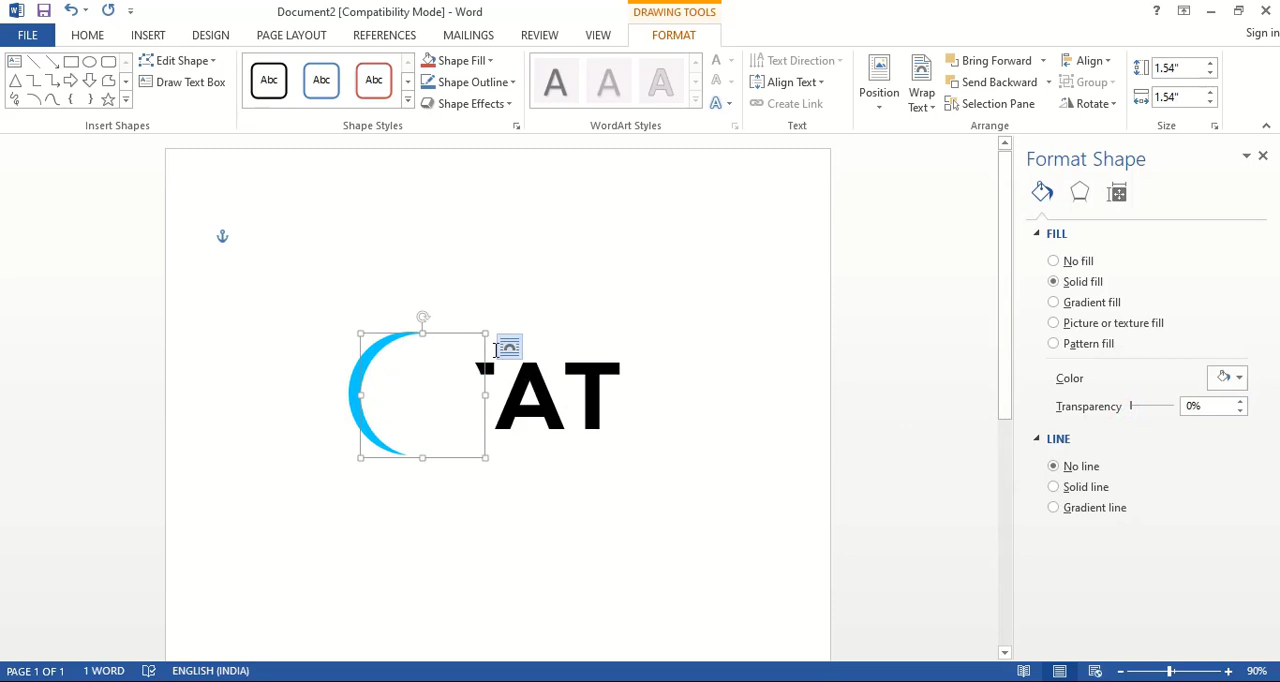 Document2 [Compatibility Mode] - Word
DRAWING TOOLS
?
Sign in
FILE HOME INSERT DESIGN PAGE LAYOUT REFERENCES MAILINGS REVIEW VIEW FORMAT
Edit Shape
Draw Text Box
Insert Shapes
Abc Abc Abc
Shape Fill
Shape Outline
Shape Effects
Shape Styles
A A A
A
A
A
WordArt Styles
Text Direction
Align Text
Create Link
Text
Position
Wrap
Text
Bring Forward
Send Backward
Selection Pane
Align
Group
Rotate
Arrange
1.54"
1.54"
Size
AT
Format Shape
FILL
No fill
Solid fill
Gradient fill
Picture or texture fill
Pattern fill
Color
Transparency 0%
LINE
No line
Solid line
Gradient line
PAGE 1 OF 1 1 WORD ENGLISH (INDIA) 90%